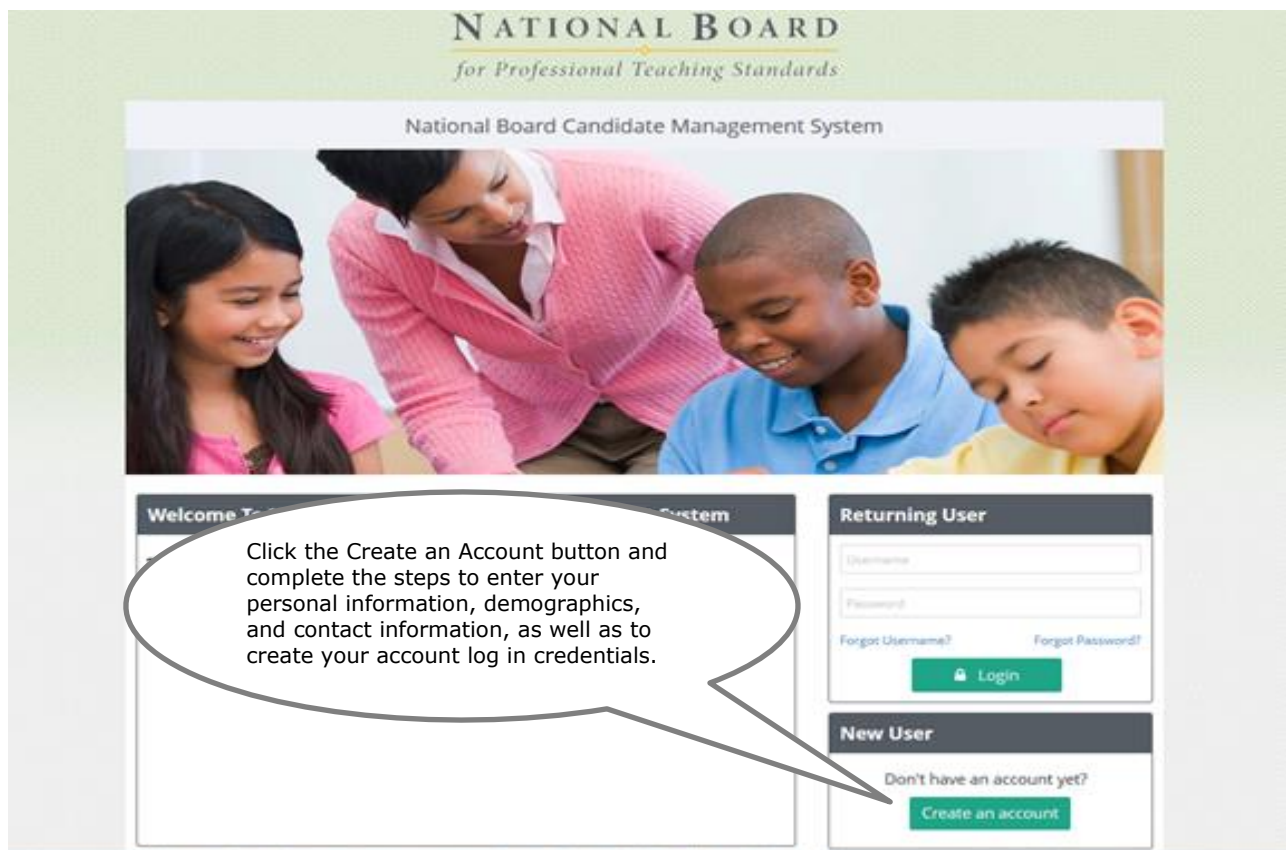 NATIONAL BOARD
for Professional Teaching Standards
National Board Candidate Management System
Welcome To
System
Click the Create an Account button and
complete the steps to enter your
personal information, demographics,
and contact information, as well as to
create your account log in credentials.
Returning User
Username
Password
Forgot Username? Forgot Password?
Login
New User
Don't have an account yet?
Create an account